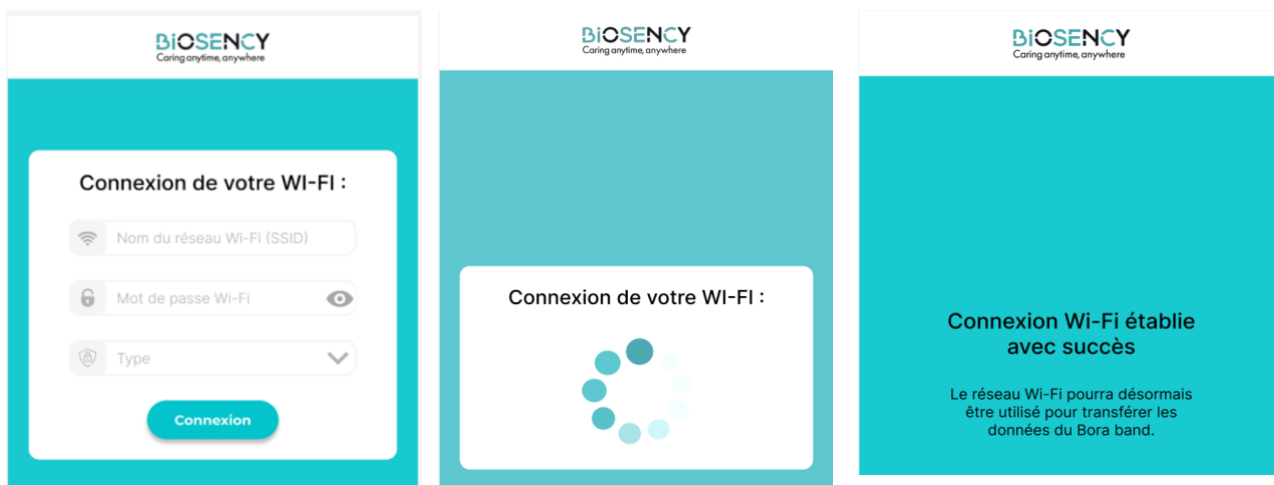 BiOSENCY
Caring anytime, anywhere
Connexion de votre WI-FI :
Nom du réseau Wi-Fi (SSID)
Mot de passe Wi-Fi
Type
Connexion
BiOSENCY
Caring anytime, anywhere
Connexion de votre WI-FI :
BiOSENCY
Caring anytime, anywhere
Connexion Wi-Fi établie
avec succès
Le réseau Wi-Fi pourra désormais
être utilisé pour transférer les
données du Bora band.